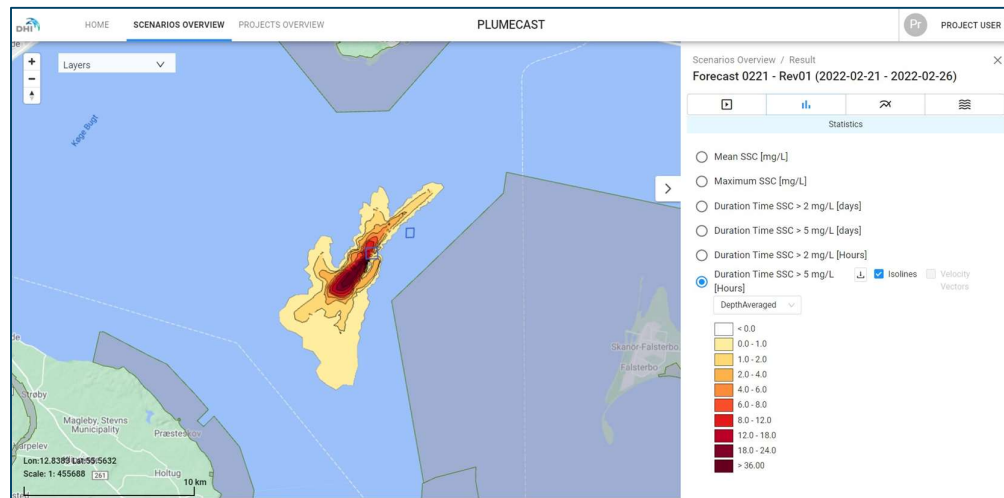 DHI
HOME
SCENARIOS OVERVIEW
PROJECTS OVERVIEW
PLUMECAST
Pr
PROJECT USER
+
−
Layers
Køge Bugt
Skanör-Falsterbo
Falsterbo
Strøby
Magleby, Stevns
Municipality
Præsteskov
Holtug
261
Lon:12.8389 Lat:55.5632
Scale: 1: 455688
10 km
Scenarios Overview / Result
Forecast 0221 - Rev01 (2022-02-21 - 2022-02-26)
Statistics
Mean SSC [mg/L]
Maximum SSC [mg/L]
Duration Time SSC > 2 mg/L [days]
Duration Time SSC > 5 mg/L [days]
Duration Time SSC > 2 mg/L [Hours]
Duration Time SSC > 5 mg/L
[Hours]
Isolines
Velocity
Vectors
DepthAveraged
< 0.0
0.0 - 1.0
1.0 - 2.0
2.0 - 4.0
4.0 - 6.0
6.0 - 8.0
8.0 - 12.0
12.0 - 18.0
18.0 - 24.0
> 36.00